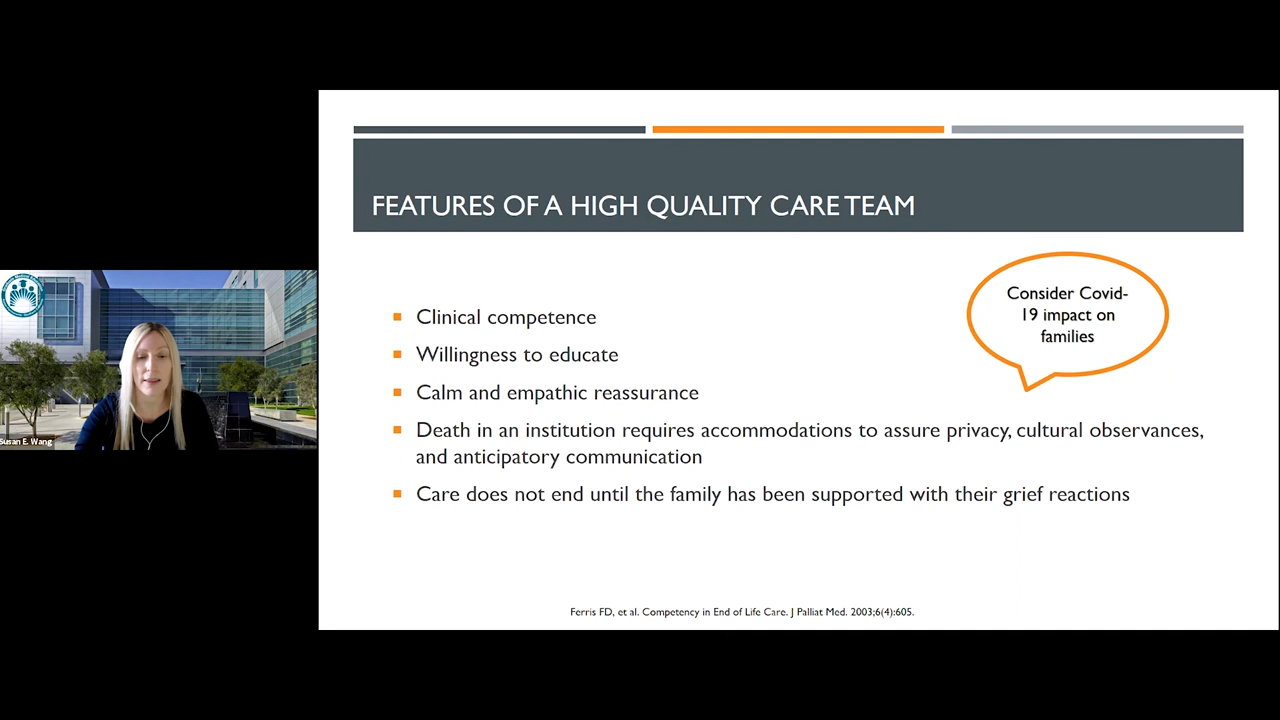 FEATURES OF A HIGH QUALITY CARE TEAM
Consider Covid-
19 impact on
families
Clinical competence
Willingness to educate
Calm and empathic reassurance
Death in an institution requires accommodations to assure privacy, cultural observances,
and anticipatory communication
Care does not end until the family has been supported with their grief reactions
Susan E. Wang
Ferris FD, et al. Competency in End of Life Care. J Palliat Med. 2003;6(4):605.